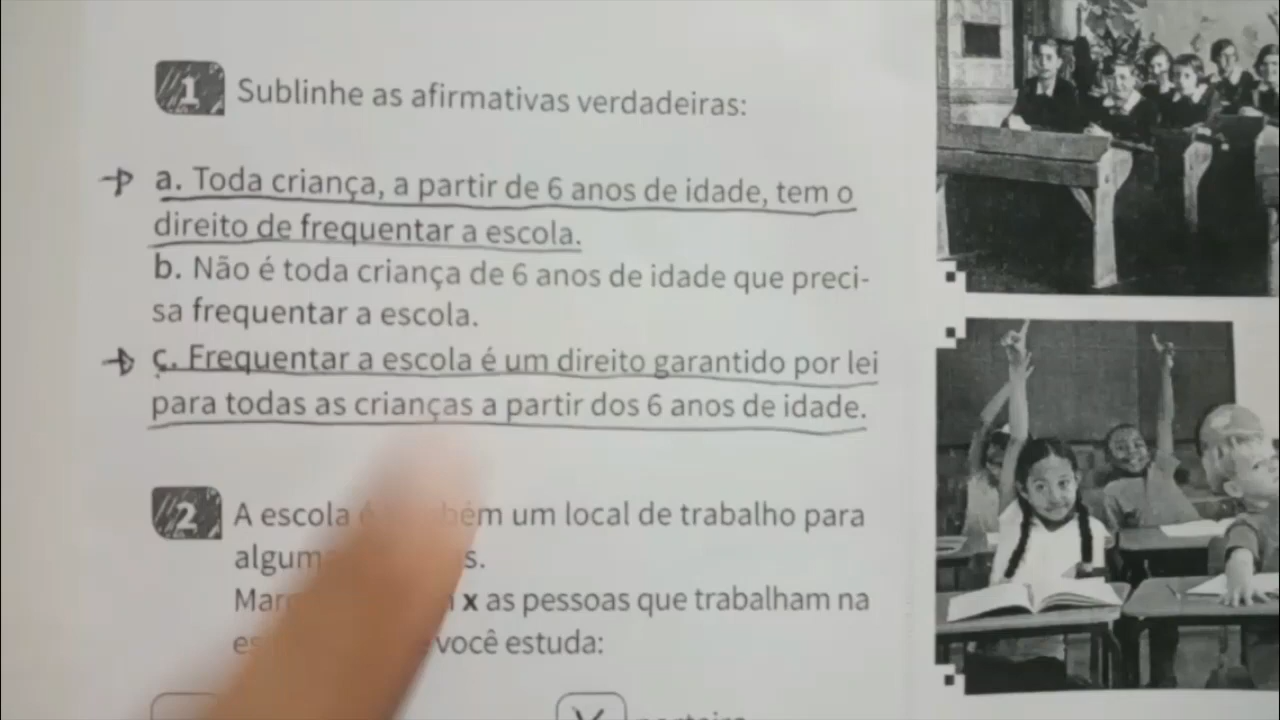 1 Sublinhe as afirmativas verdadeiras:
a. Toda criança, a partir de 6 anos de idade, tem o
direito de frequentar a escola.
b. Não é toda criança de 6 anos de idade que preci-
sa frequentar a escola.
c. Frequentar a escola é um direito garantido por lei
para todas as crianças a partir dos 6 anos de idade.
2 A escola um local de trabalho para
x as pessoas que trabalham na
você estuda:
X